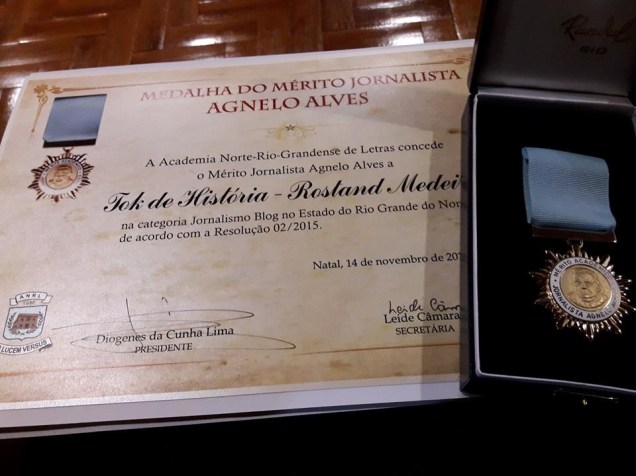 MEDALHA DO MÉRITO JORNALISTA
AGNELO ALVES
A Academia Norte-Rio-Grandense de Letras concede
o Mérito Jornalista Agnelo Alves a
Tok de História - Rostand Medei
na categoria Jornalismo Blog no Estado do Rio Grande do Nor
de acordo com a Resolução 02/2015.
Natal, 14 de novembro de 20
Leide Câmara
Diogenes da Cunha Lima
PRESIDENTE
Leide Câmara
SECRETÁRIA
ANRL
LUCEM VERSUS
MÉRITO ACADÊ
JORNALISTA AGNELO